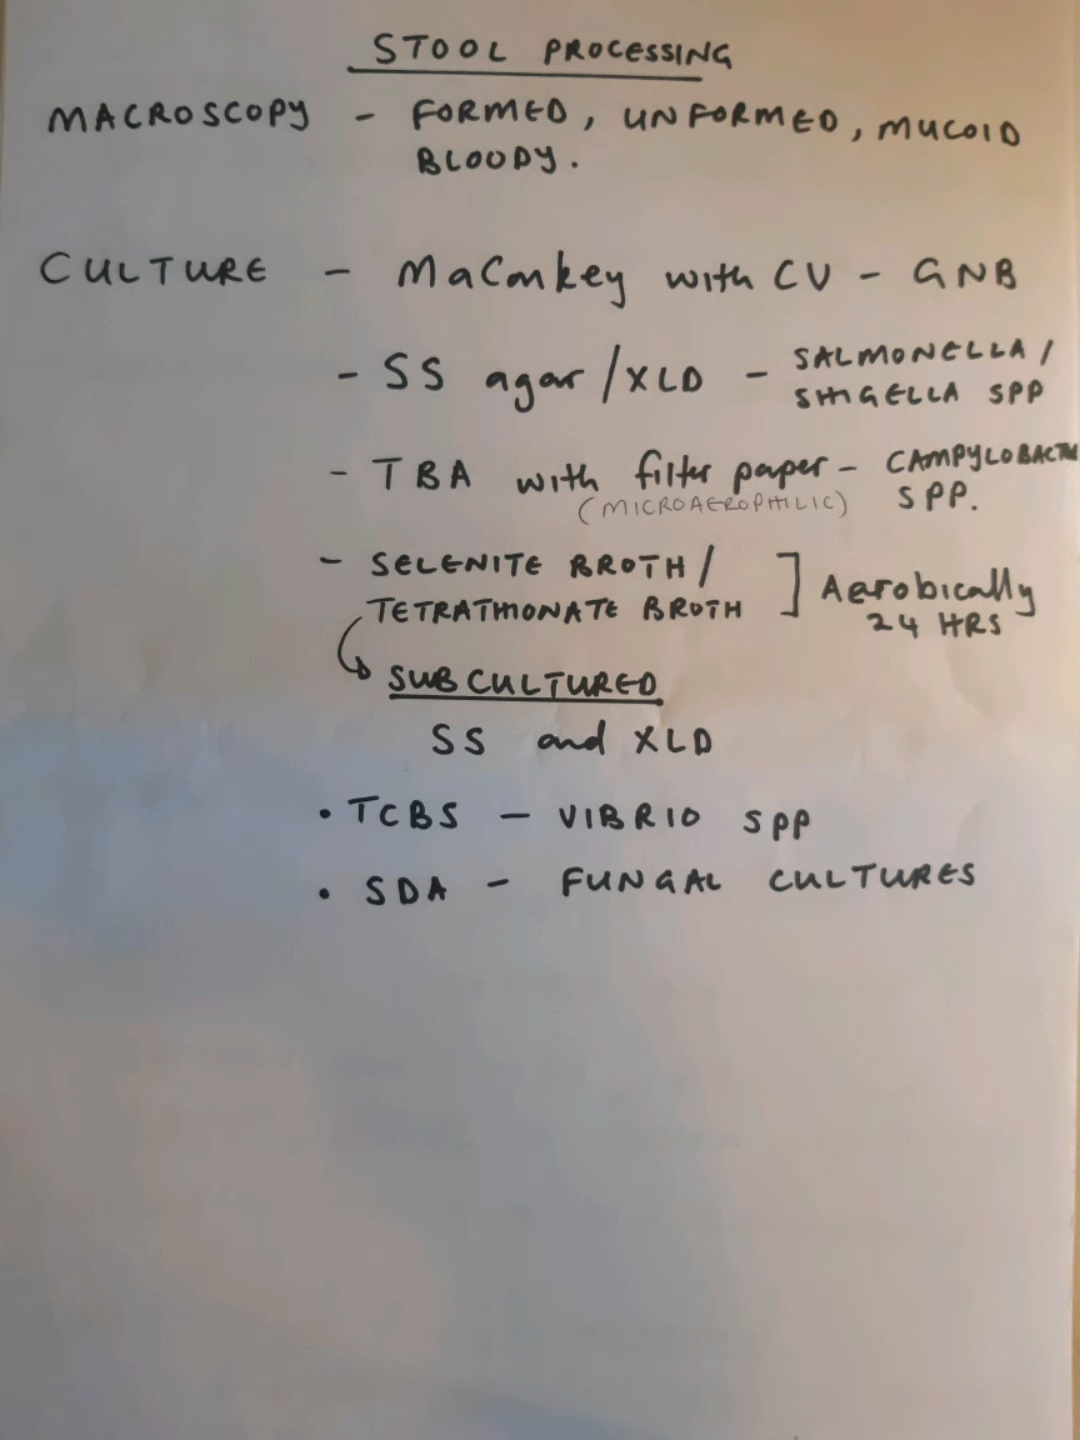 STOOL PROCESSING
MACROSCOPY - FORMED, UNFORMED, MUCOID
BLOODY.
CULTURE - MaConkey with CV - GNB
- SS agar/XLD - SALMONELLA/
SHIGELLA SPP
- TBA with filter paper - CAMPYLOBACTER
(MICROAEROPHILIC) SPP.
- SELENITE BROTH/
TETRATHIONATE BROTH ] Aerobically
24 HRS
SUBCULTURED
SS and XLD
• TCBS - VIBRIO SPP
• SDA - FUNGAL CULTURES